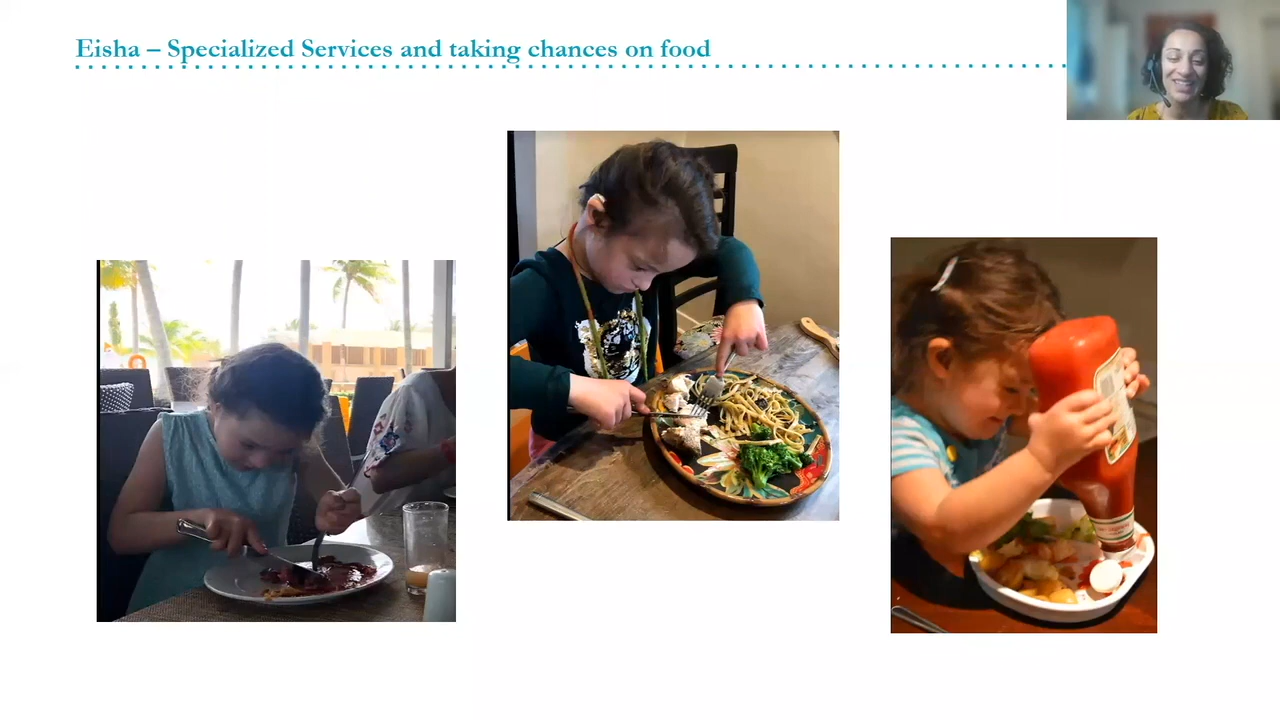 Eisha – Specialized Services and taking chances on food